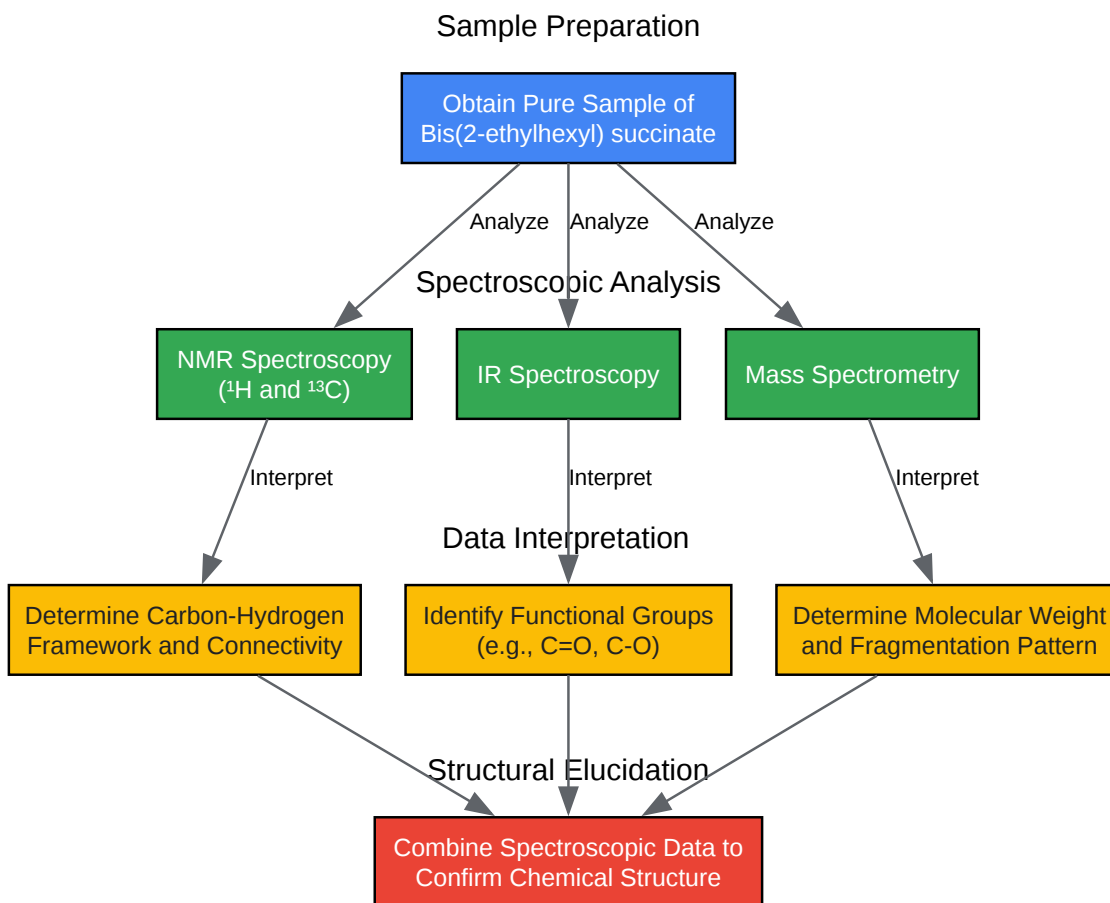 Sample Preparation
Obtain Pure Sample of
Bis(2-ethylhexyl) succinate
Analyze
Analyze
Analyze
Spectroscopic Analysis
NMR Spectroscopy
(¹H and ¹³C)
IR Spectroscopy
Mass Spectrometry
Interpret
Interpret
Interpret
Data Interpretation
Determine Carbon-Hydrogen
Framework and Connectivity
Identify Functional Groups
(e.g., C=O, C-O)
Determine Molecular Weight
and Fragmentation Pattern
Structural Elucidation
Combine Spectroscopic Data to
Confirm Chemical Structure